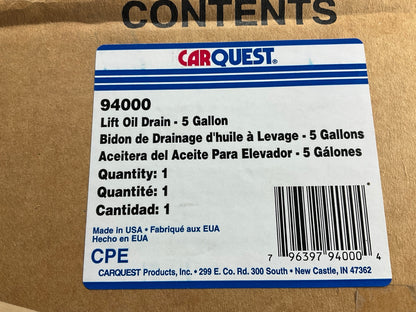 CONTENTS
CARQUEST®
94000
Lift Oil Drain - 5 Gallon
Bidon de Drainage d'huile à Levage - 5 Gallons
Aceitera del Aceite Para Elevador - 5 Gálones
Quantity: 1
Quantité: 1
Cantidad: 1
Made in USA • Fabriqué aux EUA
Hecho en EUA
CPE
7 96397 94000 4
CARQUEST Products, Inc. • 299 E. Co. Rd. 300 South • New Castle, IN 47362